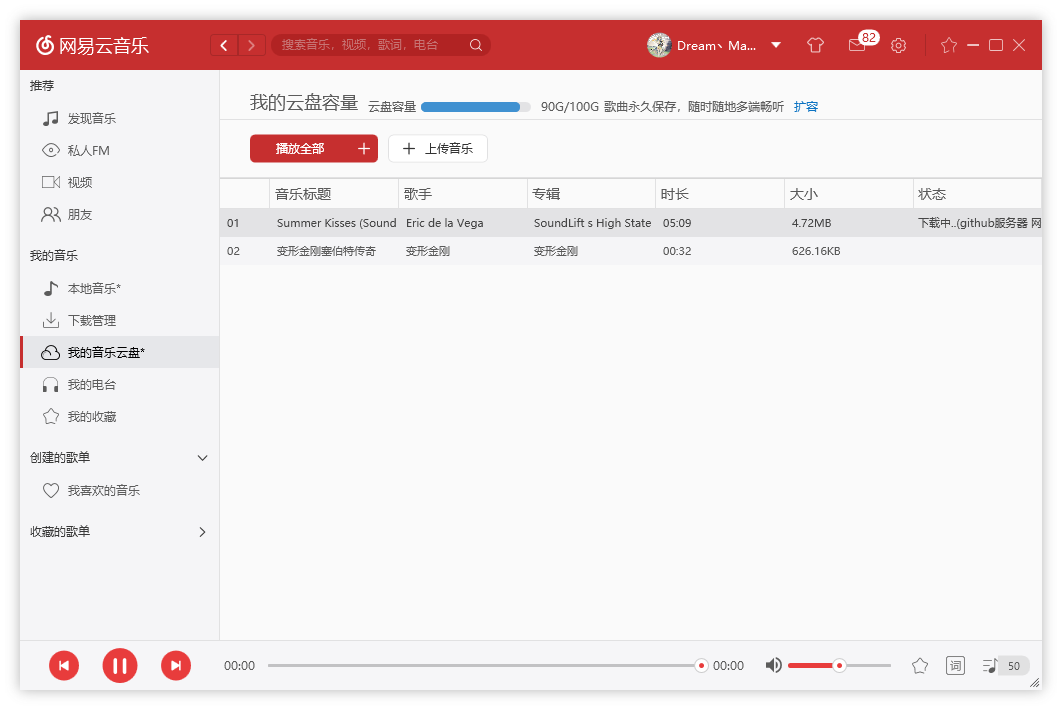 网易云音乐
搜索音乐，视频，歌词，电台
Dream、Ma...
82
推荐
发现音乐
私人FM
视频
朋友
我的音乐
本地音乐*
下载管理
我的音乐云盘*
我的电台
我的收藏
创建的歌单
我喜欢的音乐
收藏的歌单
我的云盘容量 云盘容量 90G/100G 歌曲永久保存，随时随地多端畅听 扩容
播放全部
上传音乐
音乐标题 歌手 专辑 时长 大小 状态
01 Summer Kisses (Sound Eric de la Vega SoundLift s High State 05:09 4.72MB 下载中..(github服务器 网
02 变形金刚塞伯特传奇 变形金刚 变形金刚 00:32 626.16KB
00:00 00:00 词 50